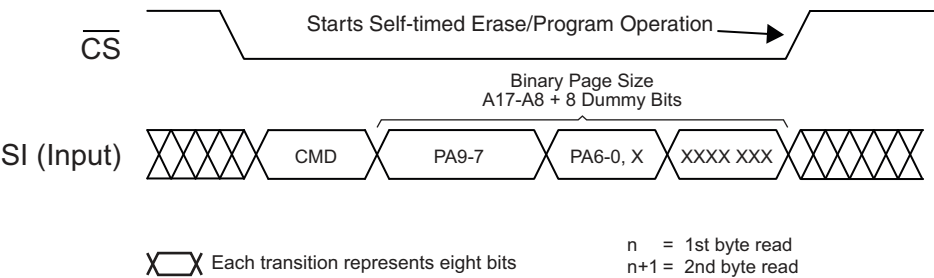 Starts Self-timed Erase/Program Operation
CS
Binary Page Size
A17-A8 + 8 Dummy Bits
SI (Input)
CMD
PA9-7
PA6-0, X
XXXX XXX
Each transition represents eight bits
n = 1st byte read
n+1 = 2nd byte read